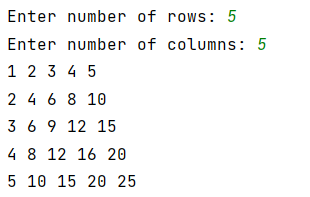 Enter number of rows: 5
Enter number of columns: 5
1 2 3 4 5
2 4 6 8 10
3 6 9 12 15
4 8 12 16 20
5 10 15 20 25